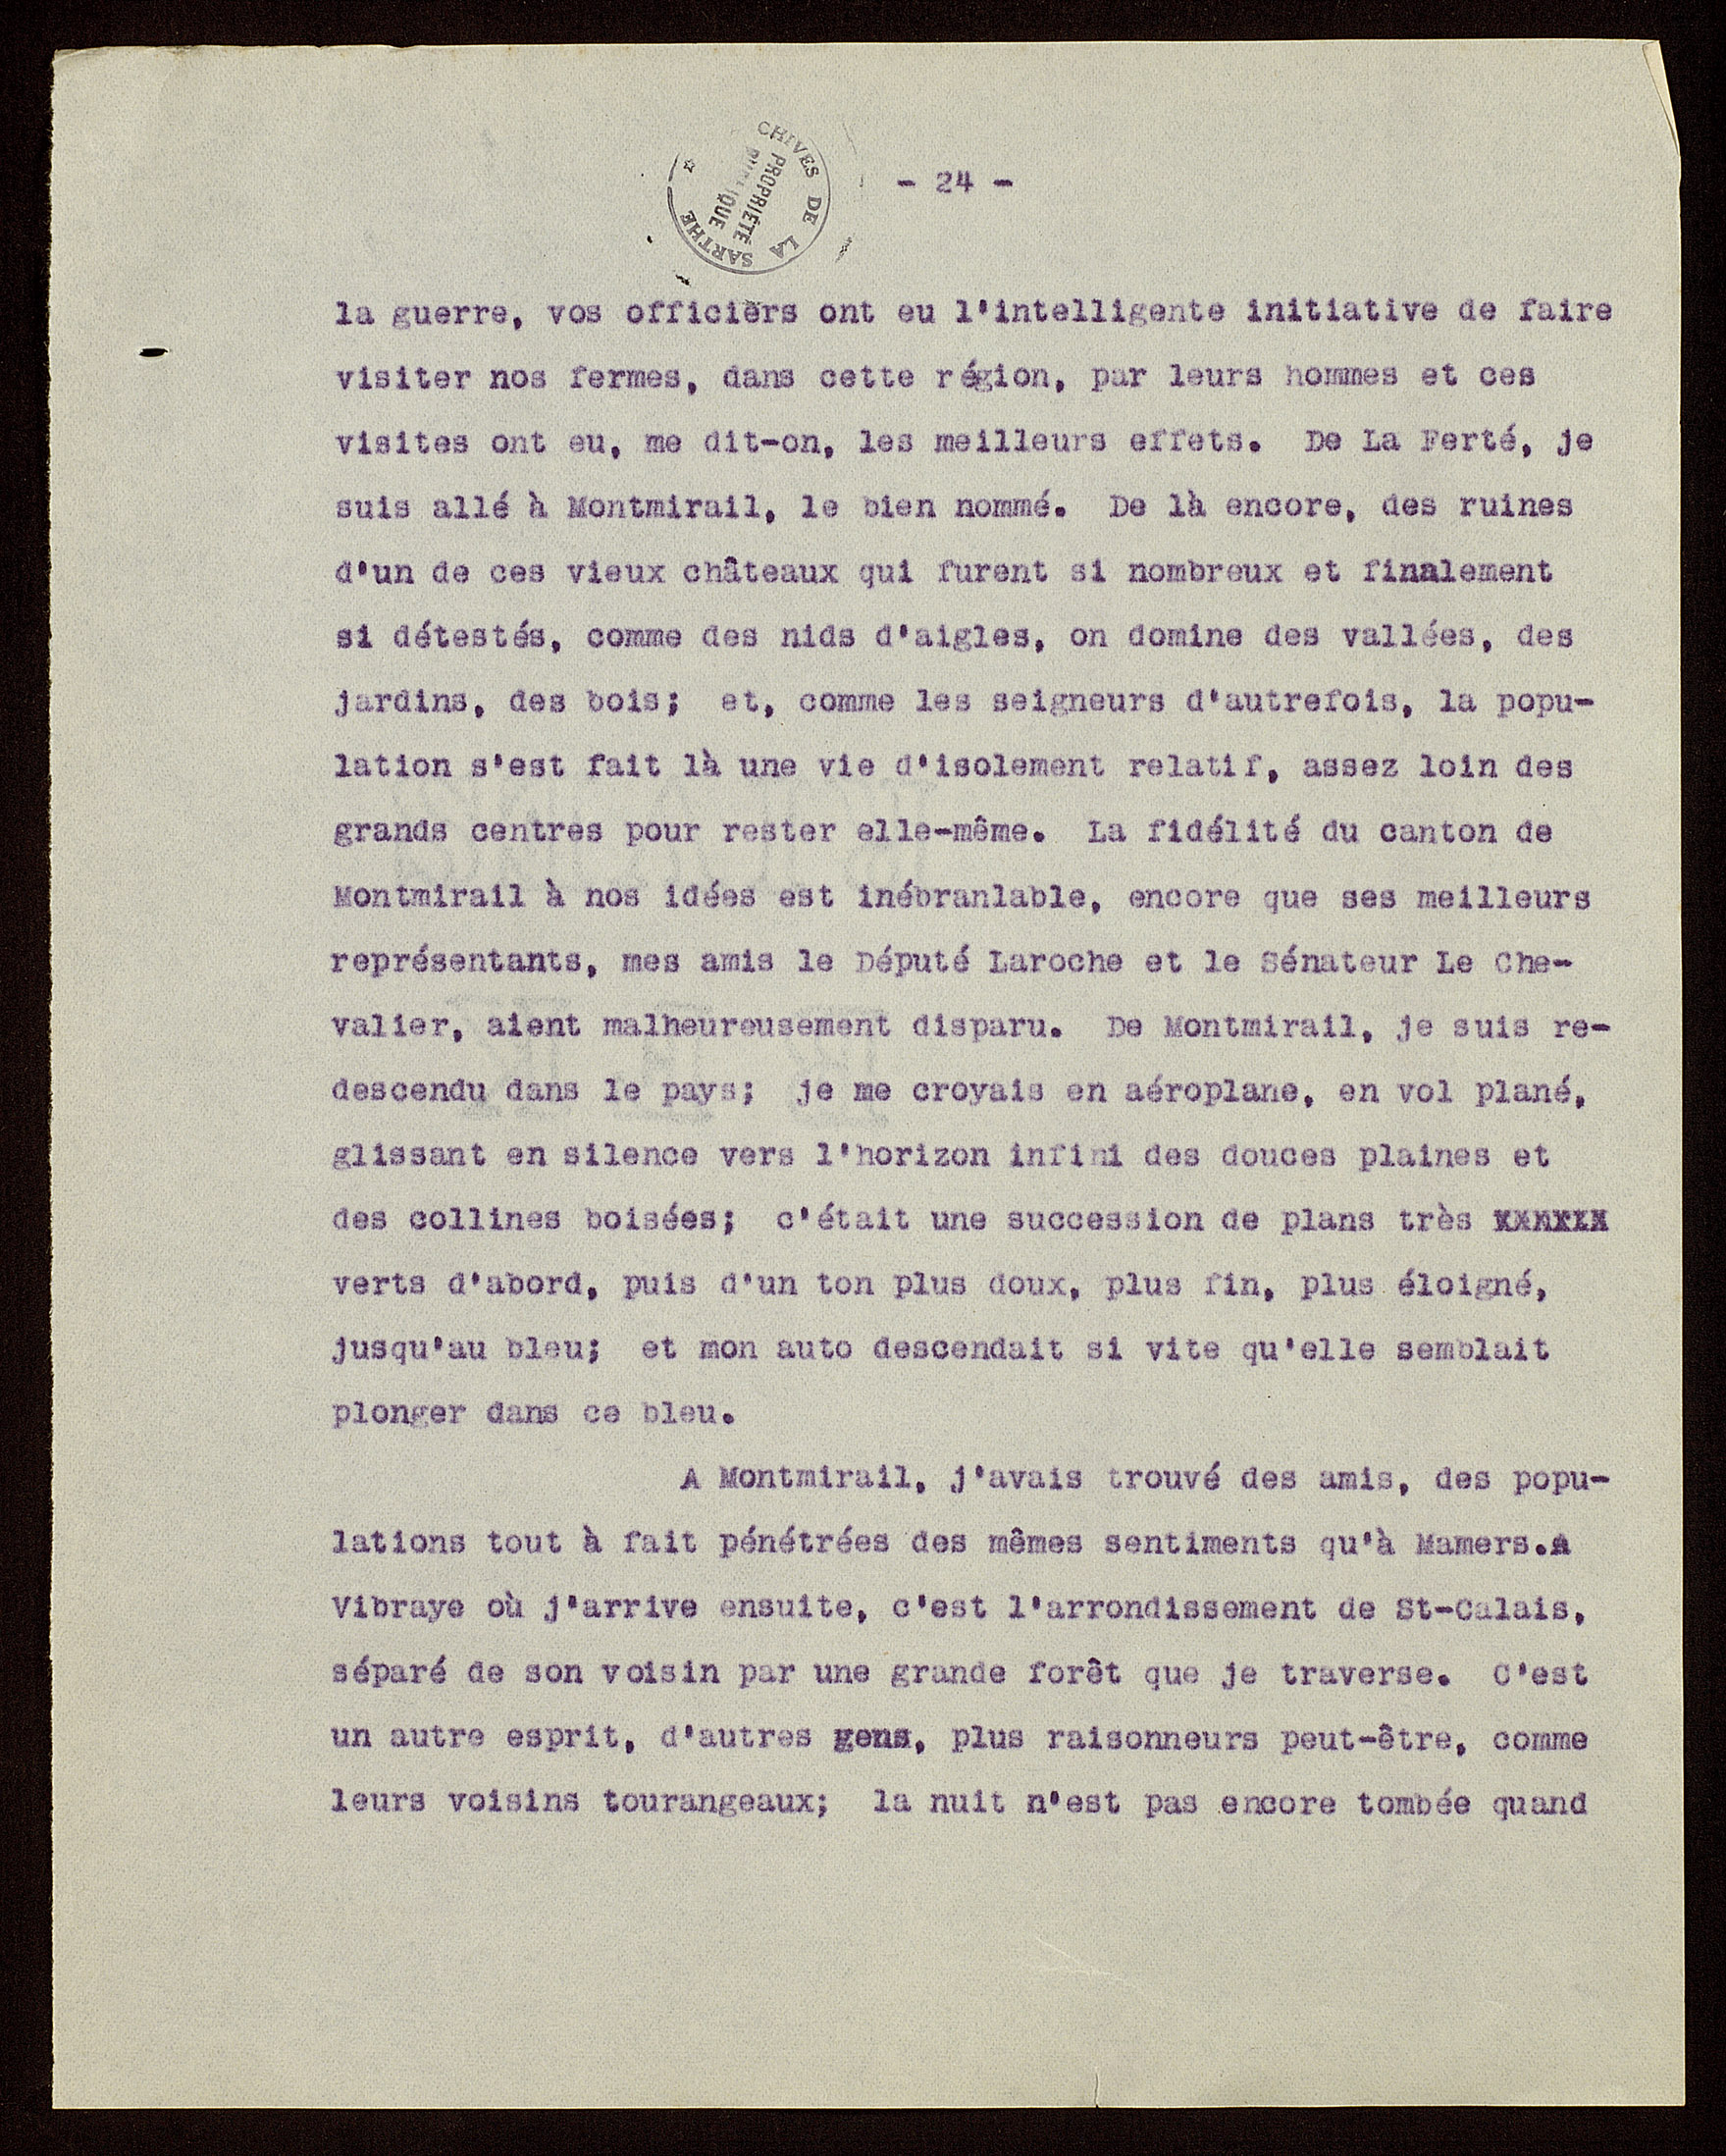 CHIVES DE LA SARTHE
PROPRIÉTÉ
PUBLIQUE
- 24 -
la guerre, vos officiers ont eu l'intelligente initiative de faire
visiter nos fermes, dans cette région, par leurs hommes et ces
visites ont eu, me dit-on, les meilleurs effets. De La Ferté, je
suis allé à Montmirail, le bien nommé. De là encore, des ruines
d'un de ces vieux châteaux qui furent si nombreux et finalement
si détestés, comme des nids d'aigles, on domine des vallées, des
jardins, des bois; et, comme les seigneurs d'autrefois, la popu-
lation s'est fait là une vie d'isolement relatif, assez loin des
grands centres pour rester elle-même. La fidélité du canton de
Montmirail à nos idées est inébranlable, encore que ses meilleurs
représentants, mes amis le Député Laroche et le Sénateur Le Che-
valier, aient malheureusement disparu. De Montmirail, je suis re-
descendu dans le pays; je me croyais en aéroplane, en vol plané,
glissant en silence vers l'horizon infini des douces plaines et
des collines boisées; c'était une succession de plans très
verts d'abord, puis d'un ton plus doux, plus fin, plus éloigné,
jusqu'au bleu; et mon auto descendait si vite qu'elle semblait
plonger dans ce bleu.
A Montmirail, j'avais trouvé des amis, des popu-
lations tout à fait pénétrées des mêmes sentiments qu'à Mamers.A
Vibraye où j'arrive ensuite, c'est l'arrondissement de St-Calais,
séparé de son voisin par une grande forêt que je traverse. C'est
un autre esprit, d'autres gens, plus raisonneurs peut-être, comme
leurs voisins tourangeaux; la nuit n'est pas encore tombée quand